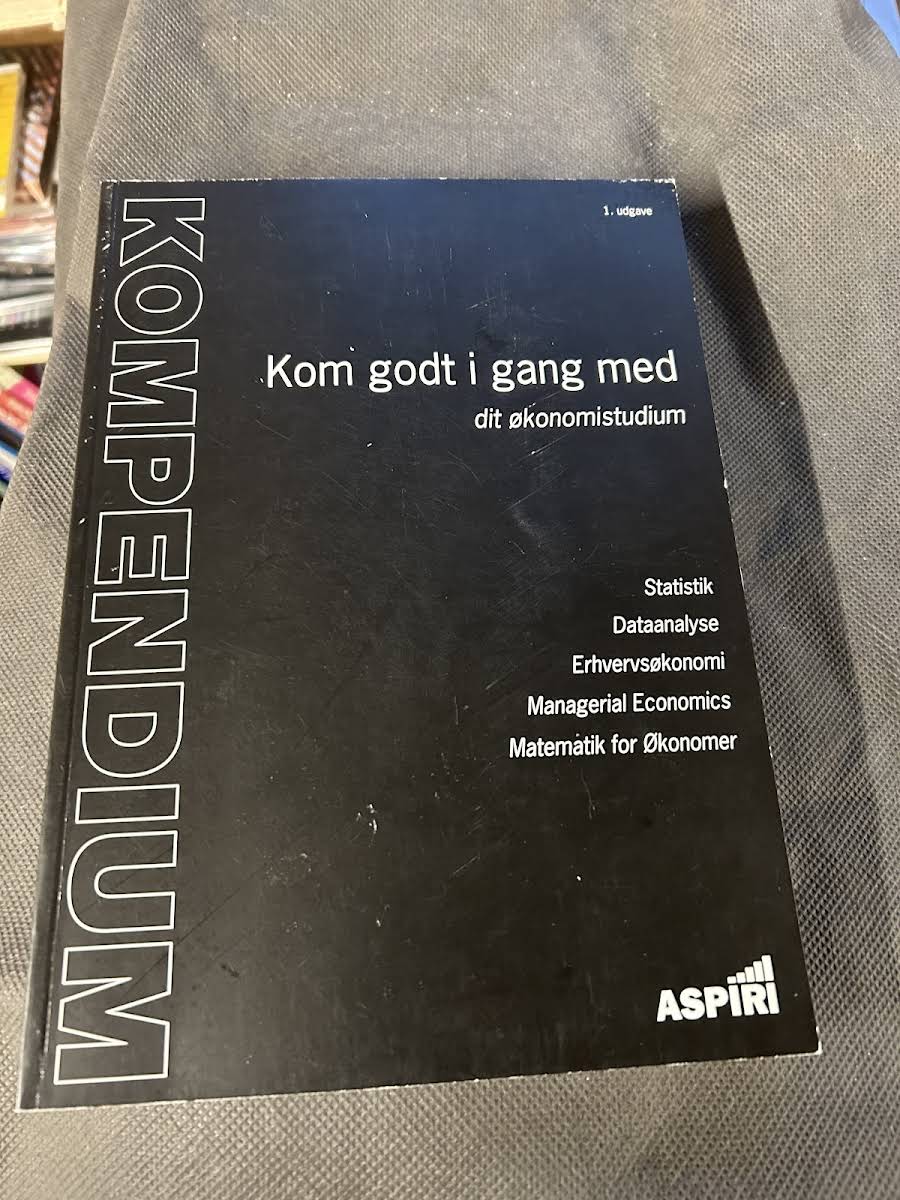 KOMPENDIUM
1. udgave
Kom godt i gang med
dit økonomistudium
Statistik
Dataanalyse
Erhvervsøkonomi
Managerial Economics
Matematik for Økonomer
ASPIRI